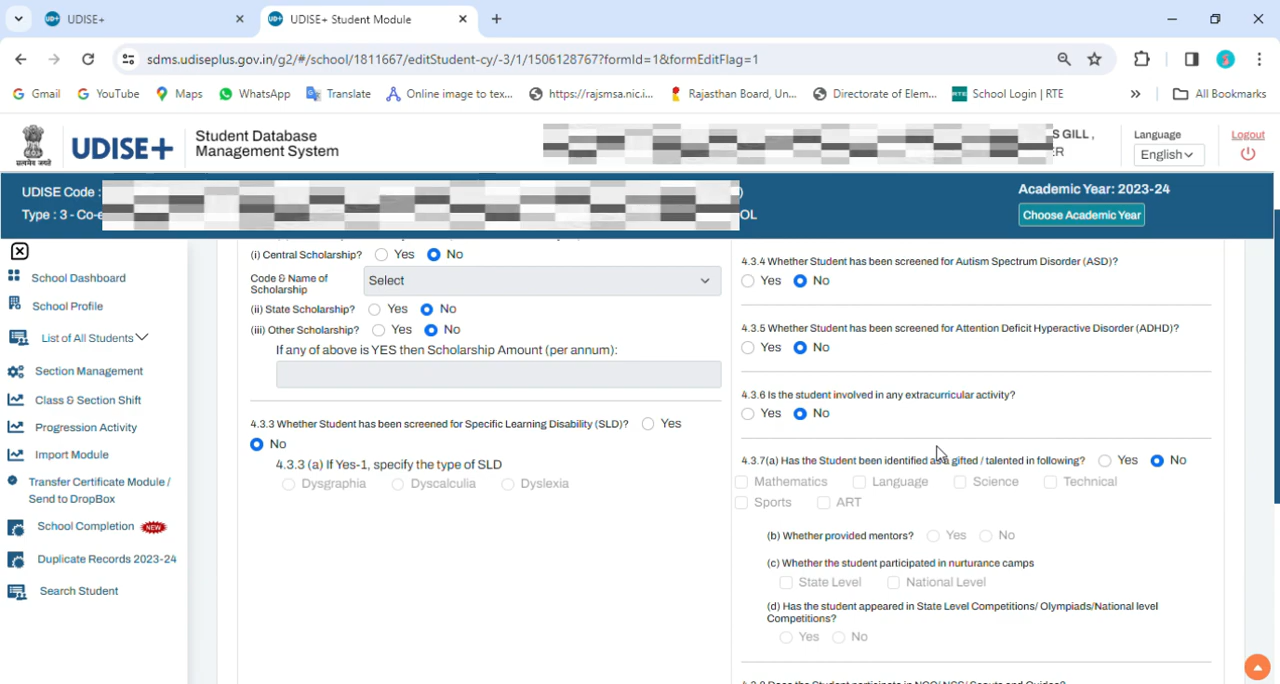 UDISE+
UDISE+ Student Module
sdms.udiseplus.gov.in/g2/#/school/1811667/editStudent-cy/-3/1/1506128767?formId=1&formEditFlag=1
Gmail
YouTube
Maps
WhatsApp
Translate
Online image to tex...
https://rajsmsa.nic.i...
Rajasthan Board, Un...
Directorate of Elem...
RTE
School Login | RTE
All Bookmarks
सत्यमेव जयते
UDISE+
Student Database
Management System
S GILL ,
Language
English
Logout
UDISE Code :
Type : 3 - Co-e
OL
Academic Year: 2023-24
Choose Academic Year
School Dashboard
School Profile
List of All Students
Section Management
Class & Section Shift
Progression Activity
Import Module
Transfer Certificate Module /
Send to DropBox
School Completion NEW
Duplicate Records 2023-24
Search Student
(i) Central Scholarship? Yes No
Code & Name of
Scholarship
Select
(ii) State Scholarship? Yes No
(iii) Other Scholarship? Yes No
If any of above is YES then Scholarship Amount (per annum):
4.3.3 Whether Student has been screened for Specific Learning Disability (SLD)? Yes
No
4.3.3 (a) If Yes-1, specify the type of SLD
Dysgraphia Dyscalculia Dyslexia
4.3.4 Whether Student has been screened for Autism Spectrum Disorder (ASD)?
Yes No
4.3.5 Whether Student has been screened for Attention Deficit Hyperactive Disorder (ADHD)?
Yes No
4.3.6 Is the student involved in any extracurricular activity?
Yes No
4.3.7(a) Has the Student been identified as a gifted / talented in following? Yes No
Mathematics Language Science Technical
Sports ART
(b) Whether provided mentors? Yes No
(c) Whether the student participated in nurturance camps
State Level National Level
(d) Has the student appeared in State Level Competitions/ Olympiads/National level
Competitions?
Yes No